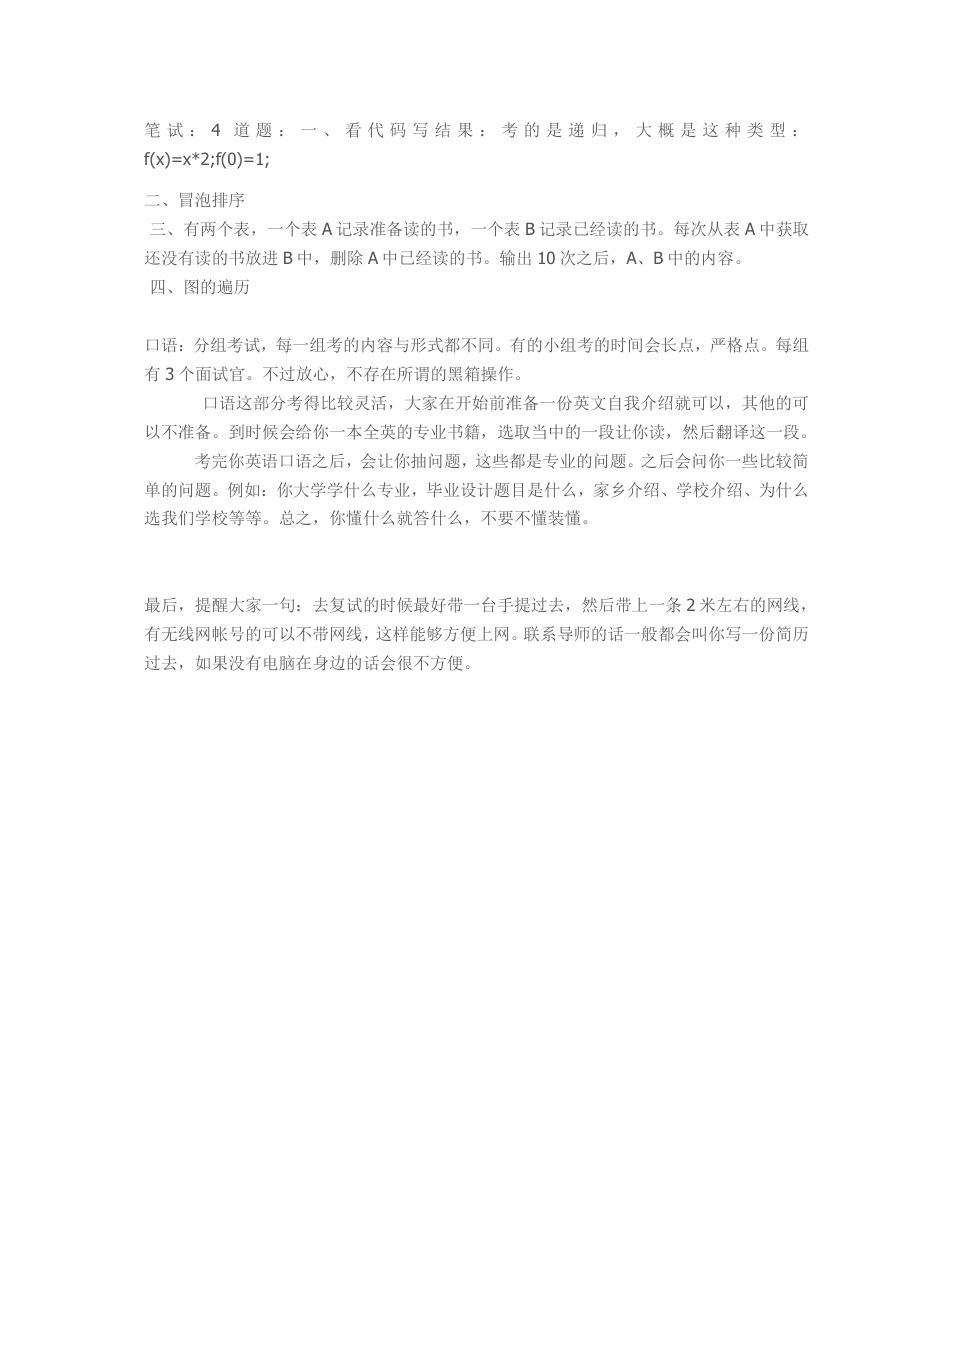 笔试：4 道题：一、看代码写结果：考的是递归，大概是这种类型：
f(x)=x*2;f(0)=1;
二、冒泡排序
三、有两个表，一个表 A 记录准备读的书，一个表 B 记录已经读的书。每次从表 A 中获取
还没有读的书放进 B 中，删除 A 中已经读的书。输出 10 次之后，A、B 中的内容。
四、图的遍历
口语：分组考试，每一组考的内容与形式都不同。有的小组考的时间会长点，严格点。每组
有 3 个面试官。不过放心，不存在所谓的黑箱操作。
口语这部分考得比较灵活，大家在开始前准备一份英文自我介绍就可以，其他的可
以不准备。到时候会给你一本全英的专业书籍，选取当中的一段让你读，然后翻译这一段。
考完你英语口语之后，会让你抽问题，这些都是专业的问题。之后会问你一些比较简
单的问题。例如：你大学学什么专业，毕业设计题目是什么，家乡介绍、学校介绍、为什么
选我们学校等等。总之，你懂什么就答什么，不要不懂装懂。
最后，提醒大家一句：去复试的时候最好带一台手提过去，然后带上一条 2 米左右的网线，
有无线网帐号的可以不带网线，这样能够方便上网。联系导师的话一般都会叫你写一份简历
过去，如果没有电脑在身边的话会很不方便。